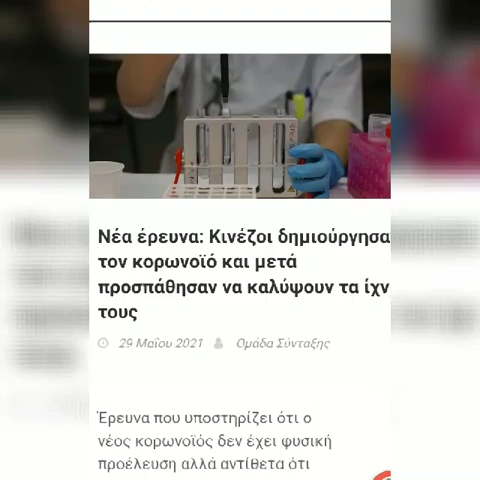 Νέα έρευνα: Κινέζοι δημιούργησα
τον κορωνοϊό και μετά
προσπάθησαν να καλύψουν τα ίχν
τους
29 Μαΐου 2021 Ομάδα Σύνταξης
Έρευνα που υποστηρίζει ότι ο
νέος κορωνοϊός δεν έχει φυσική
προέλευση αλλά αντίθετα ότι